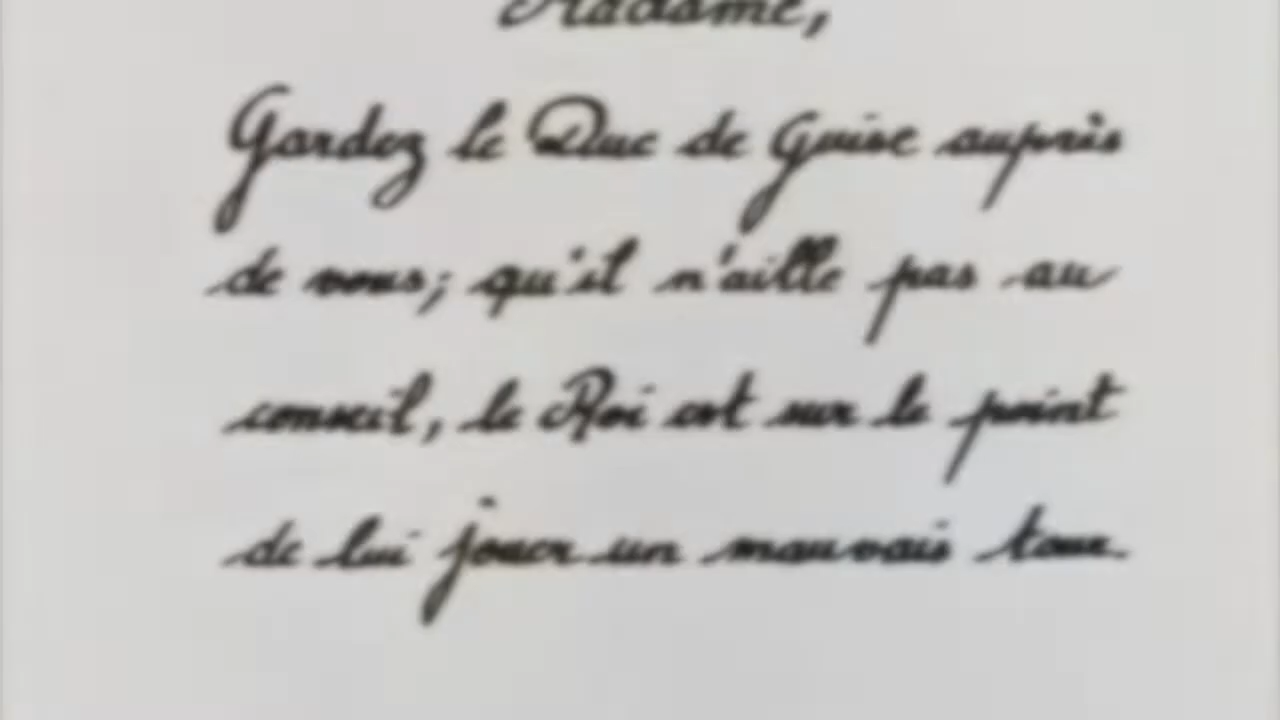 Madame,
Gardez le Duc de Guise auprès
de vous; qu'il n'aille pas au
conseil, le Roi est sur le point
de lui jouer un mauvais tour.